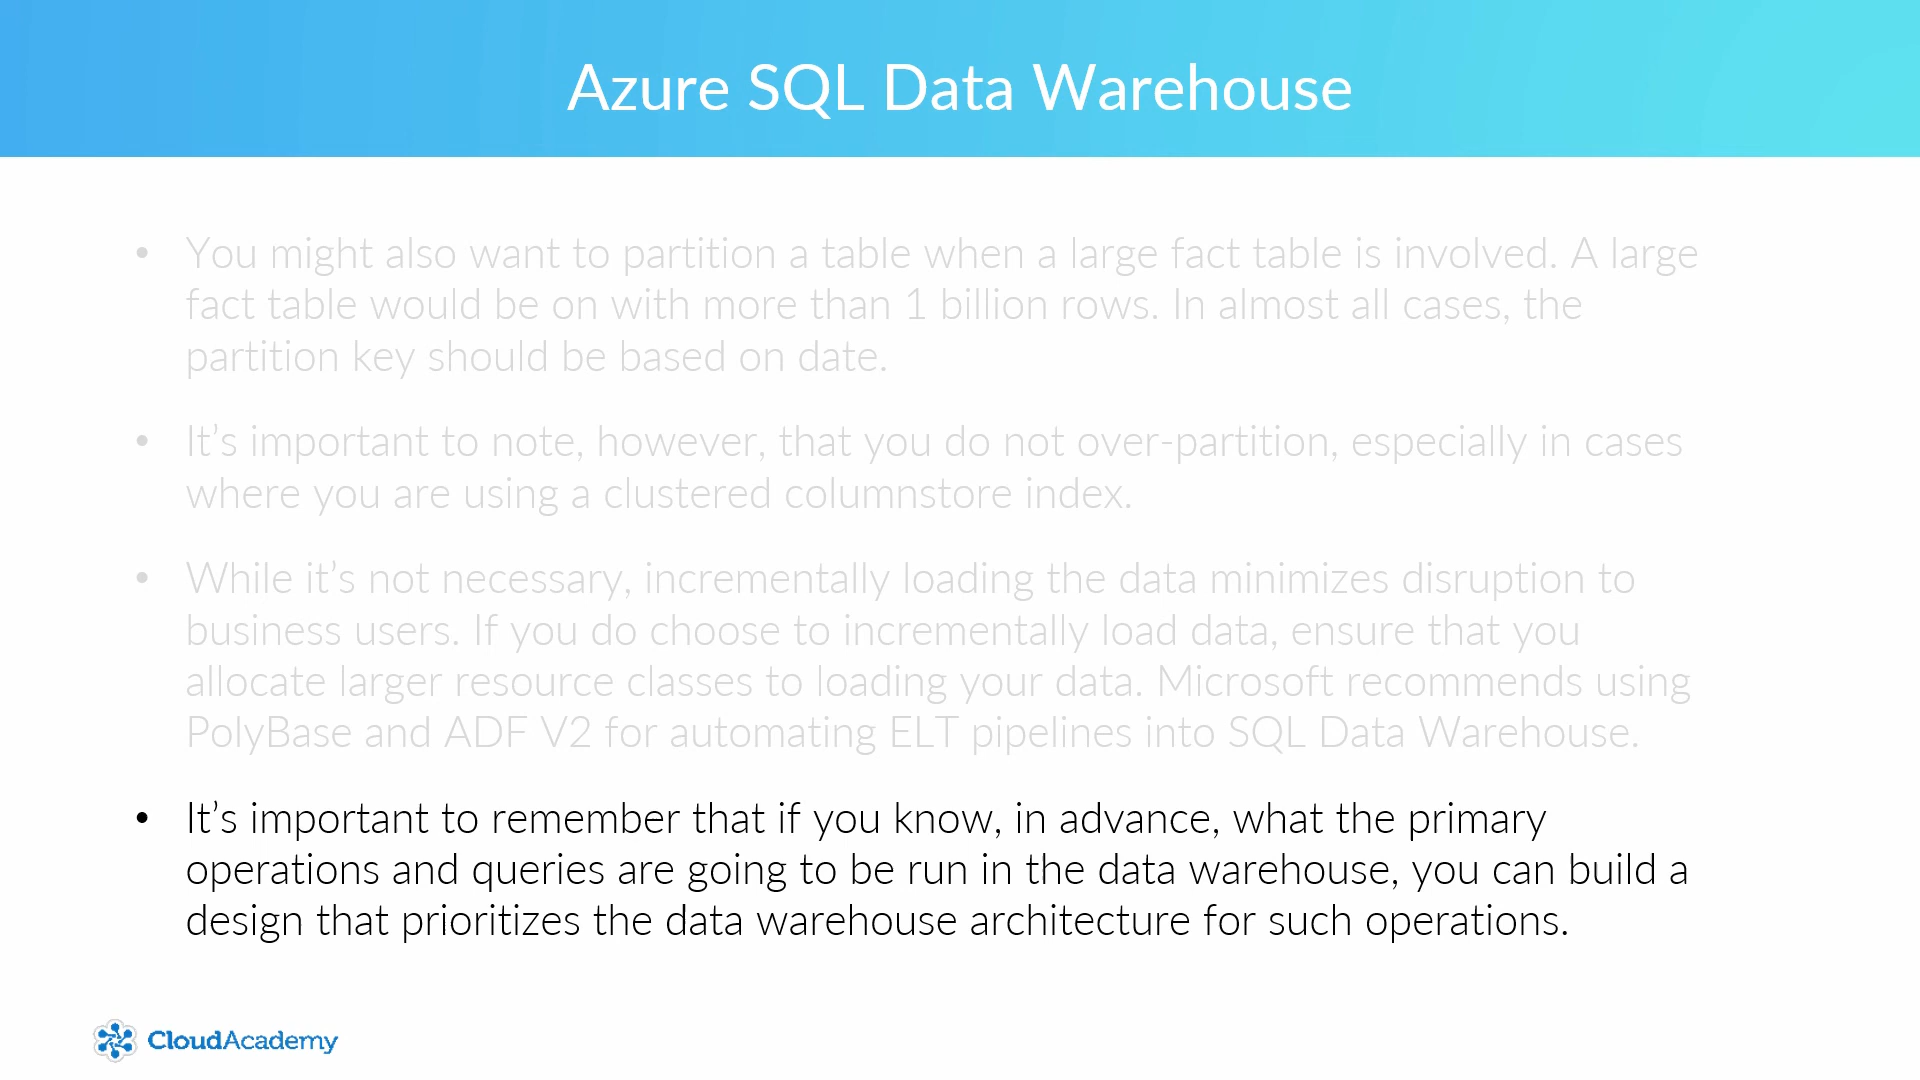 Azure SQL Data Warehouse
• You might also want to partition a table when a large fact table is involved. A large
fact table would be on with more than 1 billion rows. In almost all cases, the
partition key should be based on date.
• It’s important to note, however, that you do not over-partition, especially in cases
where you are using a clustered columnstore index.
• While it’s not necessary, incrementally loading the data minimizes disruption to
business users. If you do choose to incrementally load data, ensure that you
allocate larger resource classes to loading your data. Microsoft recommends using
PolyBase and ADF V2 for automating ELT pipelines into SQL Data Warehouse.
• It’s important to remember that if you know, in advance, what the primary
operations and queries are going to be run in the data warehouse, you can build a
design that prioritizes the data warehouse architecture for such operations.
CloudAcademy